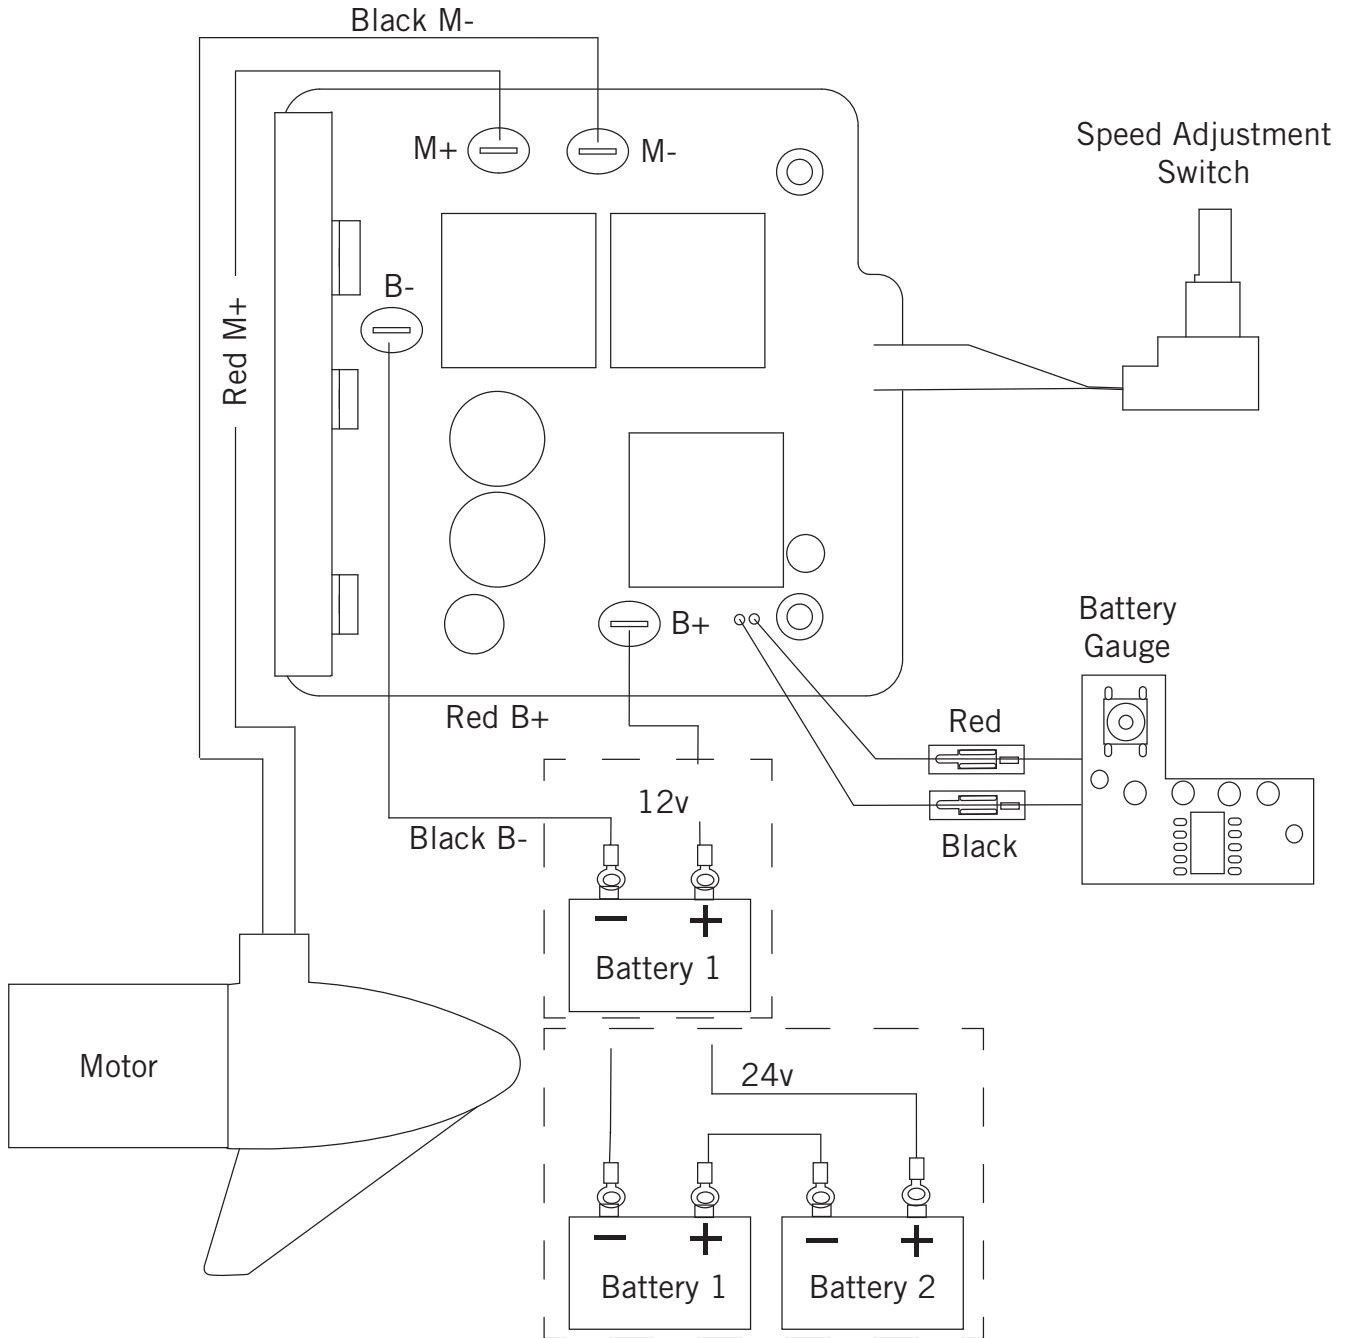 Black M-
M+
M-
Speed Adjustment
Switch
B-
Red M+
B+
Battery
Gauge
Red B+
Red
12v
Black B-
Black
Battery 1
Motor
24v
Battery 1
Battery 2